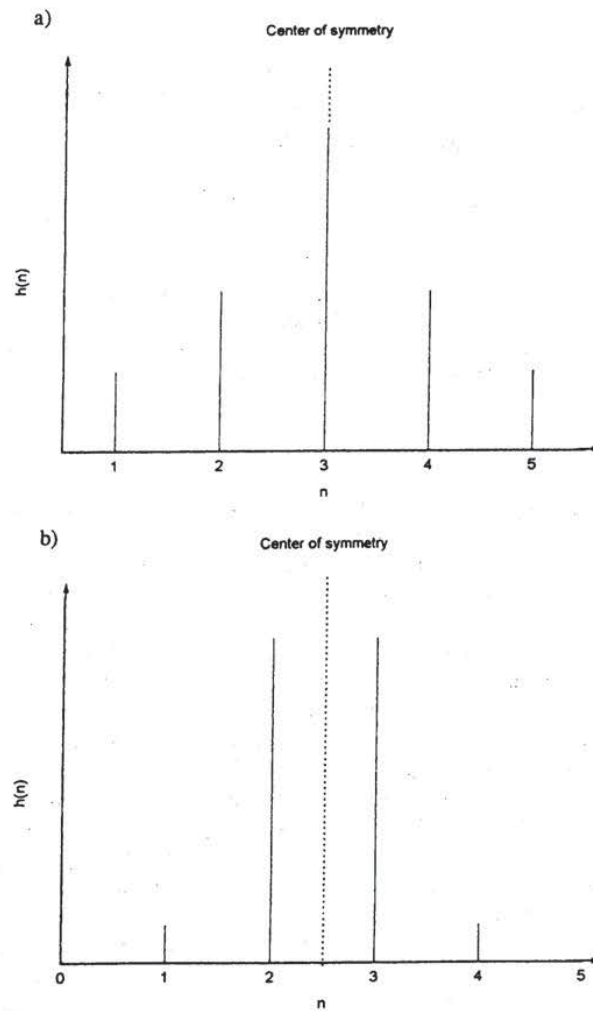 a)
Center of symmetry
h(n)
1 2 3 4 5
n
b)
Center of symmetry
h(n)
0 1 2 3 4 5
n